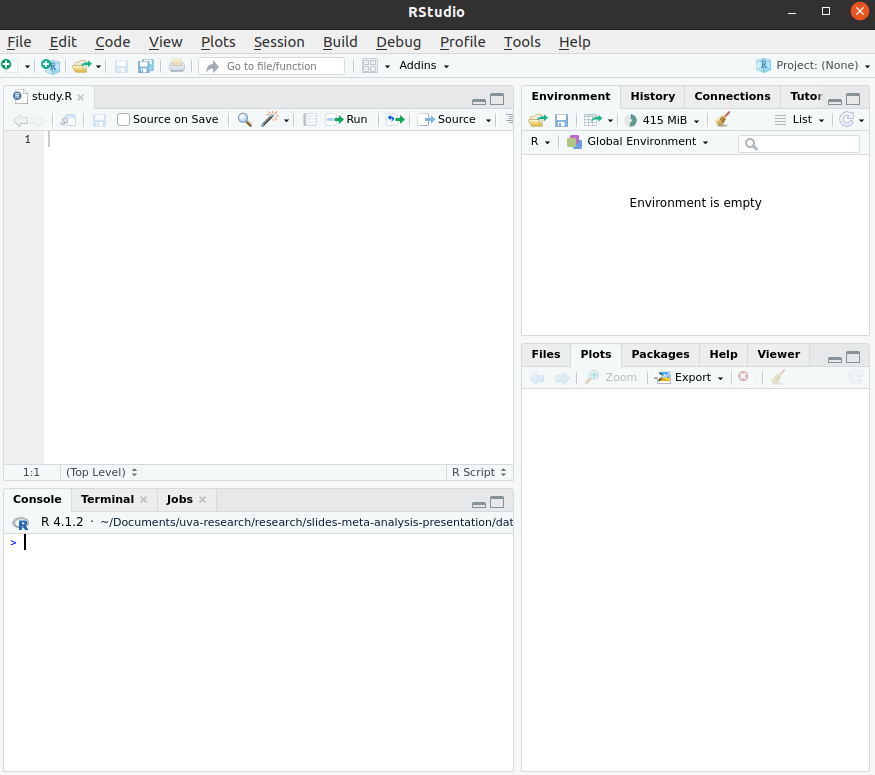 RStudio
File Edit Code View Plots Session Build Debug Profile Tools Help
Go to file/function Addins Project: (None)
study.R
Source on Save Run Source
1
1:1 (Top Level) R Script
Console Terminal Jobs
R 4.1.2 · ~/Documents/uva-research/research/slides-meta-analysis-presentation/dat
>
Environment History Connections Tutor
415 MiB List
R Global Environment
Environment is empty
Files Plots Packages Help Viewer
Zoom Export